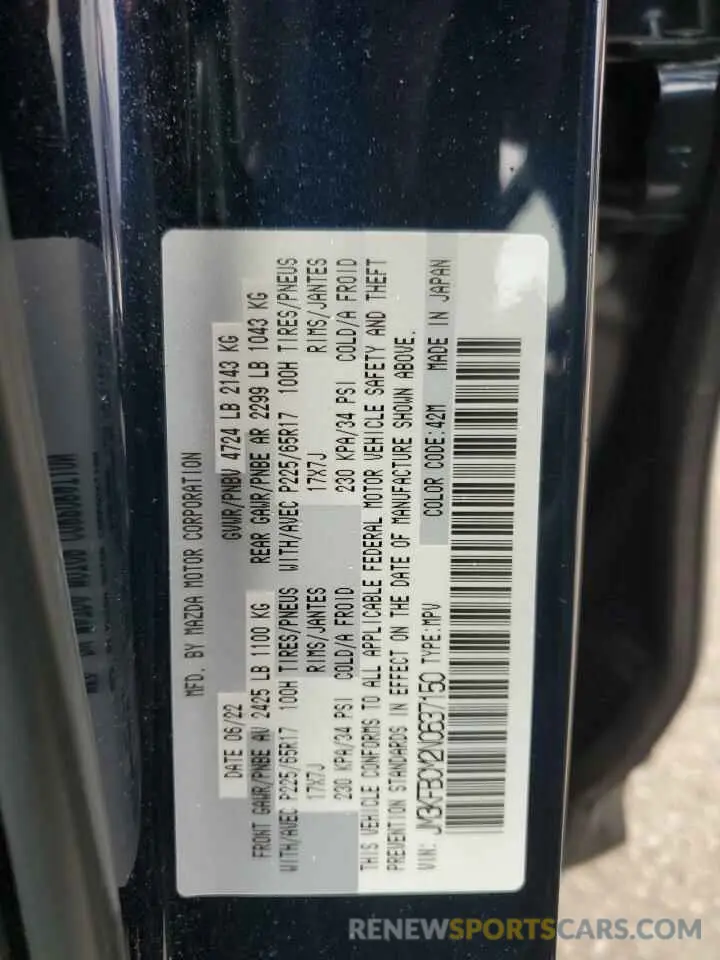 MFD. BY MAZDA MOTOR CORPORATION
DATE 06/22 GVWR/PNBV 4724 LB 2143 KG
FRONT GAWR/PNBE AV 2425 LB 1100 KG REAR GAWR/PNBE AR 2299 LB 1043 KG
WITH/AVEC P225/65R17 100H TIRES/PNEUS WITH/AVEC P225/65R17 100H TIRES/PNEUS
17X7J RIMS/JANTES 17X7J RIMS/JANTES
230 KPA/34 PSI COLD/A FROID 230 KPA/34 PSI COLD/A FROID
THIS VEHICLE CONFORMS TO ALL APPLICABLE FEDERAL MOTOR VEHICLE SAFETY AND THEFT
PREVENTION STANDARDS IN EFFECT ON THE DATE OF MANUFACTURE SHOWN ABOVE.
VIN: JM3KFBCM2N0637150 TYPE:MPV COLOR CODE:42M MADE IN JAPAN
RENEWSPORTSCARS.COM